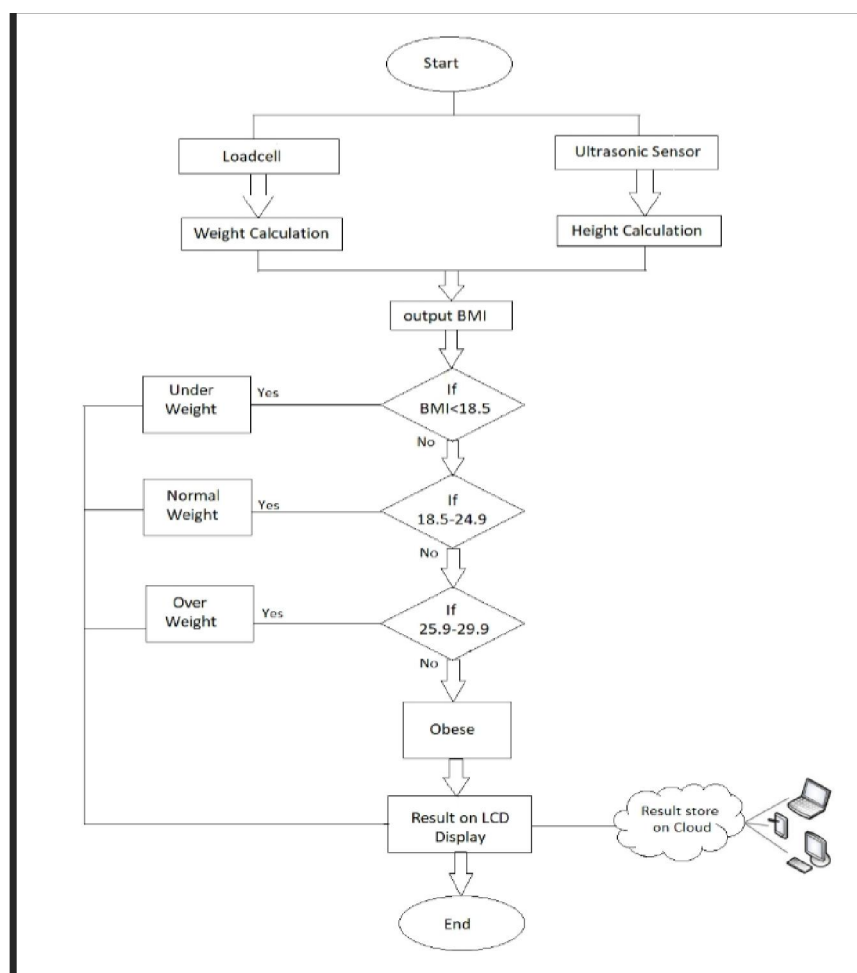 Start
Loadcell
Ultrasonic Sensor
Weight Calculation
Height Calculation
output BMI
If
BMI<18.5
Yes
Under
Weight
No
If
18.5-24.9
Yes
Normal
Weight
No
If
25.9-29.9
Yes
Over
Weight
No
Obese
Result on LCD
Display
Result store
on Cloud
End